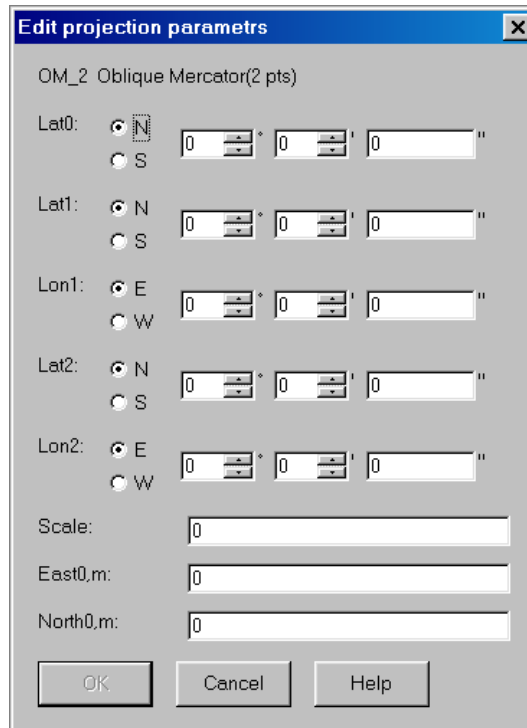 Edit projection parametrs
OM_2 Oblique Mercator(2 pts)
Lat0: N 0 ° 0 ' 0 "
S
Lat1: N 0 ° 0 ' 0 "
S
Lon1: E 0 ° 0 ' 0 "
W
Lat2: N 0 ° 0 ' 0 "
S
Lon2: E 0 ° 0 ' 0 "
W
Scale: 0
East0,m: 0
North0,m: 0
OK Cancel Help